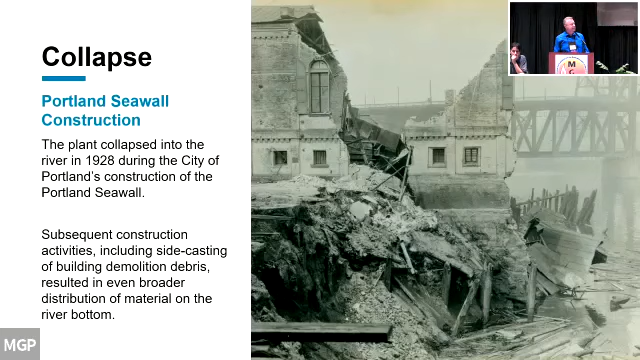 Collapse
Portland Seawall
Construction
The plant collapsed into the
river in 1928 during the City of
Portland's construction of the
Portland Seawall.
Subsequent construction
activities, including side-casting
of building demolition debris,
resulted in even broader
distribution of material on the
river bottom.
MGP
M
G